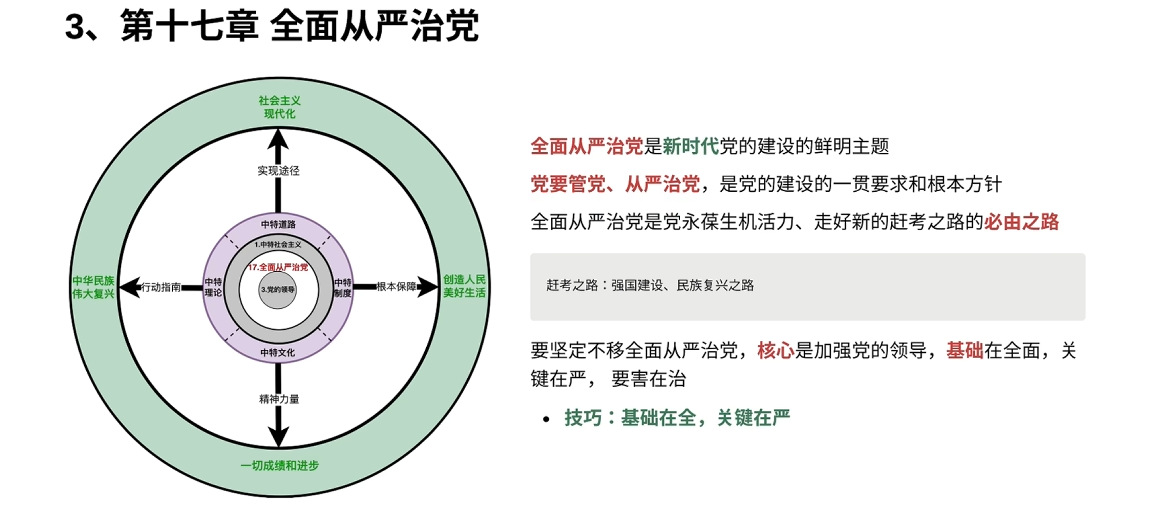 3、第十七章 全面从严治党
社会主义
现代化
实现途径
中特道路
1.中特社会主义
17.全面从严治党
3.党的领导
中华民族
伟大复兴
行动指南
中特
理论
中特
制度
根本保障
创造人民
美好生活
中特文化
精神力量
一切成绩和进步
全面从严治党是新时代党的建设的鲜明主题
党要管党、从严治党，是党的建设的一贯要求和根本方针
全面从严治党是党永葆生机活力、走好新的赶考之路的必由之路
赶考之路：强国建设、民族复兴之路
要坚定不移全面从严治党，核心是加强党的领导，基础在全面，关
键在严， 要害在治
• 技巧：基础在全，关键在严